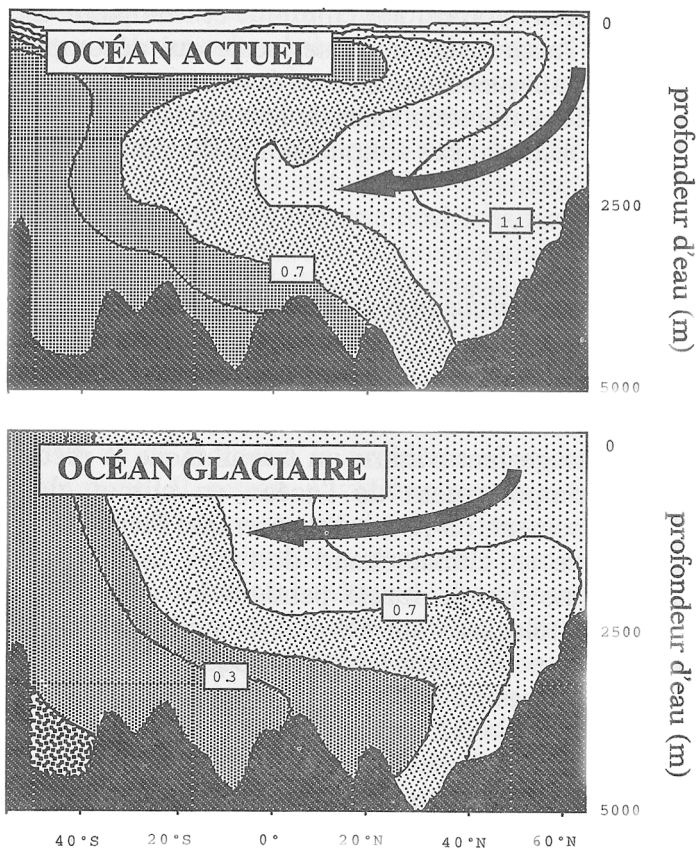 OCÉAN ACTUEL
0
2500
5000
profondeur d'eau (m)
1.1
0.7
OCÉAN GLACIAIRE
0
2500
5000
profondeur d'eau (m)
0.7
0.3
40°S 20°S 0° 20°N 40°N 60°N